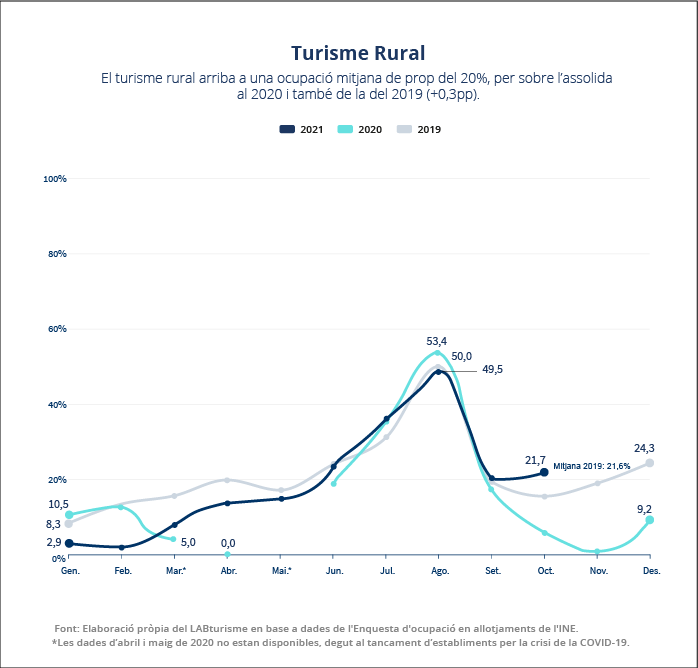 Turisme Rural
El turisme rural arriba a una ocupació mitjana de prop del 20%, per sobre l'assolida
al 2020 i també de la del 2019 (+0,3pp).
2021 2020 2019
100%
80%
60%
53,4
50,0
49,5
40%
24,3
21,7
Mitjana 2019: 21,6%
20%
10,5
9,2
8,3
2,9
5,0
0,0
0%
Gen. Feb. Mar.* Abr. Mai.* Jun. Jul. Ago. Set. Oct. Nov. Des.
Font: Elaboració pròpia del LABturisme en base a dades de l'Enquesta d'ocupació en allotjaments de l'INE.
*Les dades d'abril i maig de 2020 no estan disponibles, degut al tancament d'establiments per la crisi de la COVID-19.